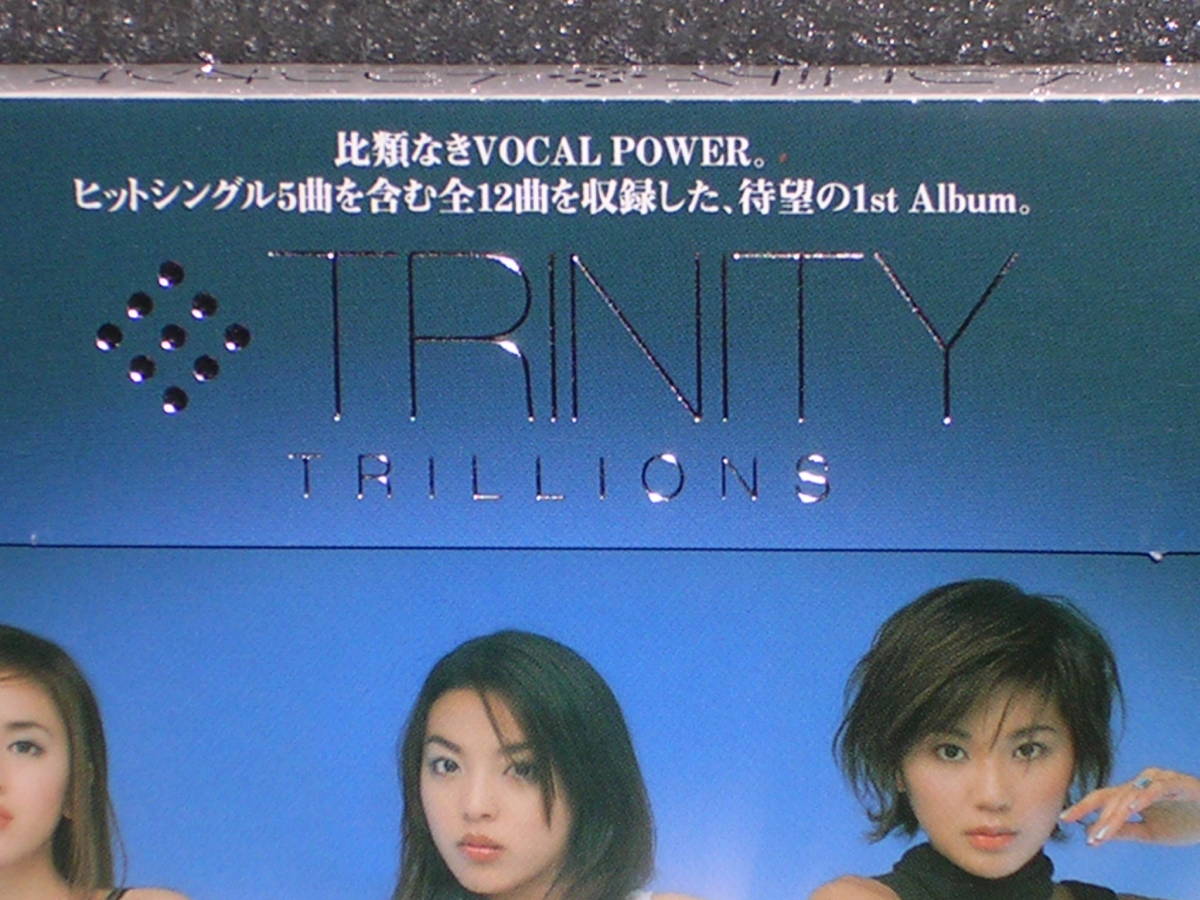 比類なきVOCAL POWER。
ヒットシングル5曲を含む全12曲を収録した、待望の1st Album。
TRINITY
TRILLIONS